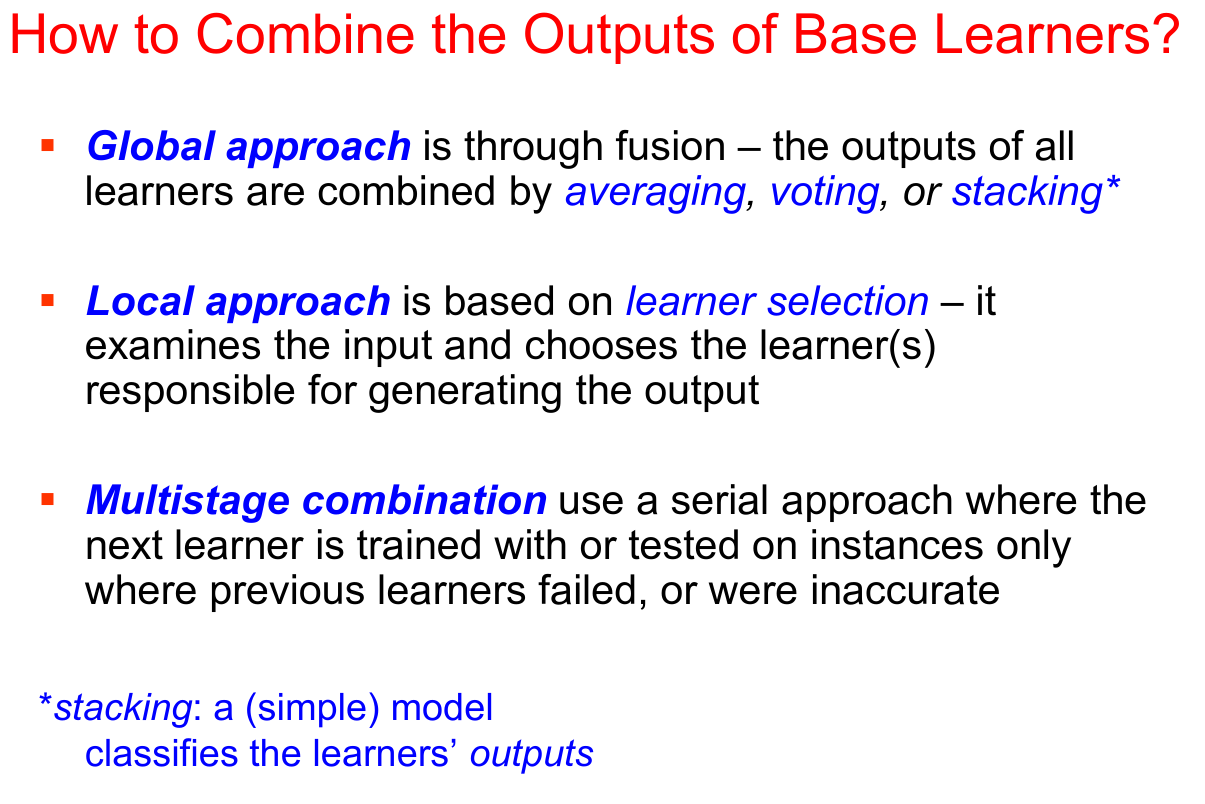 How to Combine the Outputs of Base Learners?
▪ Global approach is through fusion – the outputs of all
learners are combined by averaging, voting, or stacking*
▪ Local approach is based on learner selection – it
examines the input and chooses the learner(s)
responsible for generating the output
▪ Multistage combination use a serial approach where the
next learner is trained with or tested on instances only
where previous learners failed, or were inaccurate
*stacking: a (simple) model
classifies the learners’ outputs